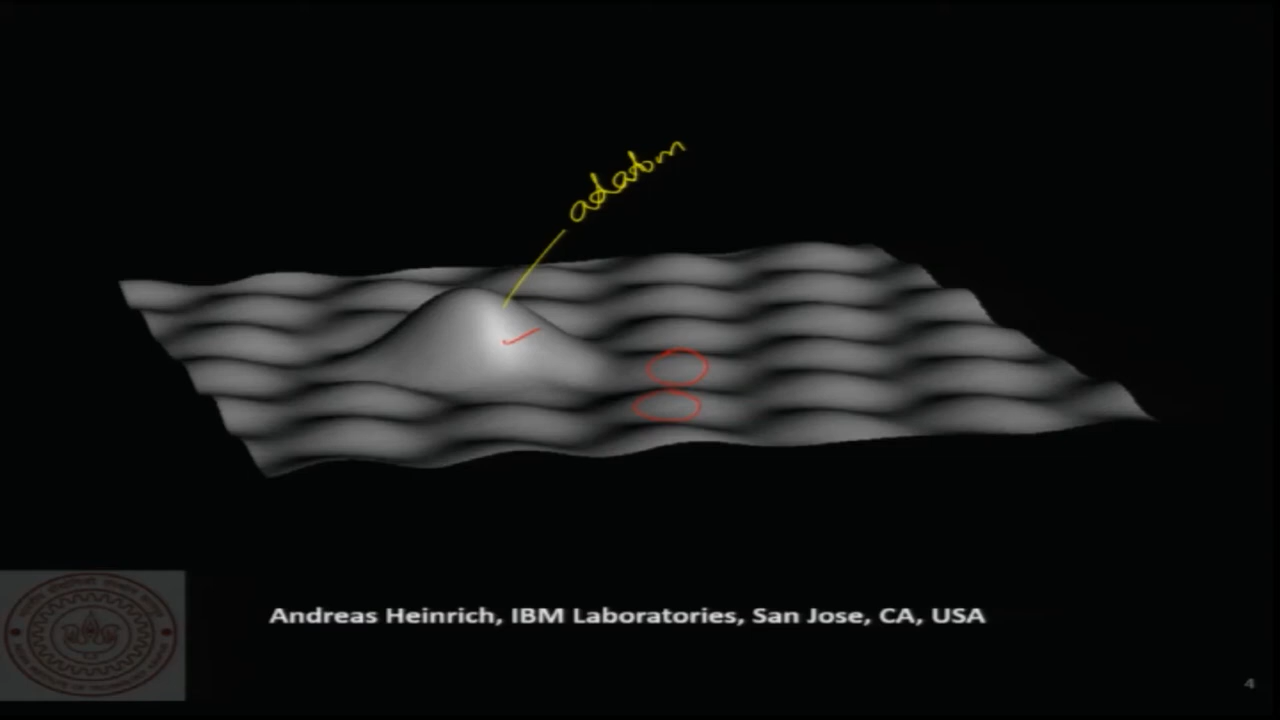 adatom
Andreas Heinrich, IBM Laboratories, San Jose, CA, USA
4